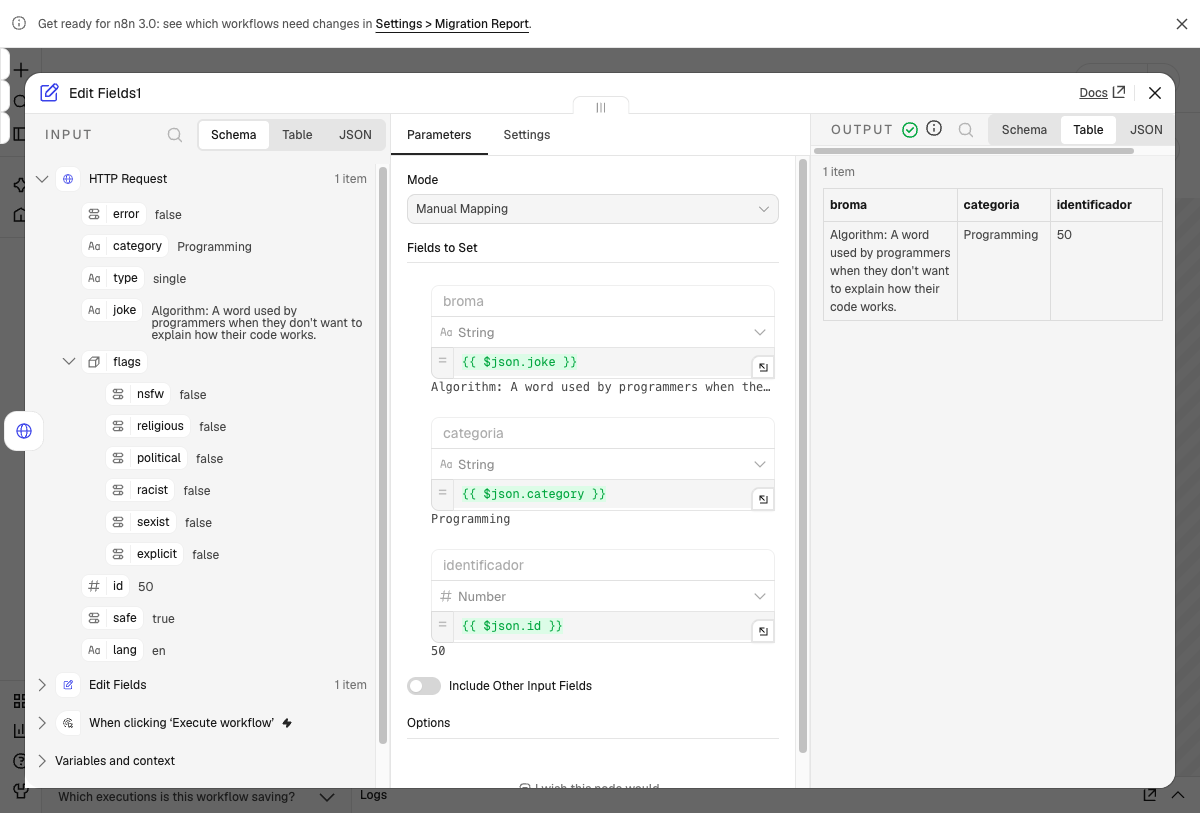 Get ready for n8n 3.0: see which workflows need changes in Settings > Migration Report.
Edit Fields1
Docs
INPUT
Schema
Table
JSON
HTTP Request
1 item
error
false
category
Programming
type
single
joke
Algorithm: A word used by
programmers when they don't want to
explain how their code works.
flags
nsfw
false
religious
false
political
false
racist
false
sexist
false
explicit
false
id
50
safe
true
lang
en
Edit Fields
1 item
When clicking ‘Execute workflow’
Variables and context
Parameters
Settings
Mode
Manual Mapping
Fields to Set
broma
String
= {{ $json.joke }}
Algorithm: A word used by programmers when the…
categoria
String
= {{ $json.category }}
Programming
identificador
Number
= {{ $json.id }}
50
Include Other Input Fields
Options
I wish this node would
OUTPUT
Schema
Table
JSON
1 item
broma
categoria
identificador
Algorithm: A word
used by programmers
when they don't want
to explain how their
code works.
Programming
50
Which executions is this workflow saving?
Logs